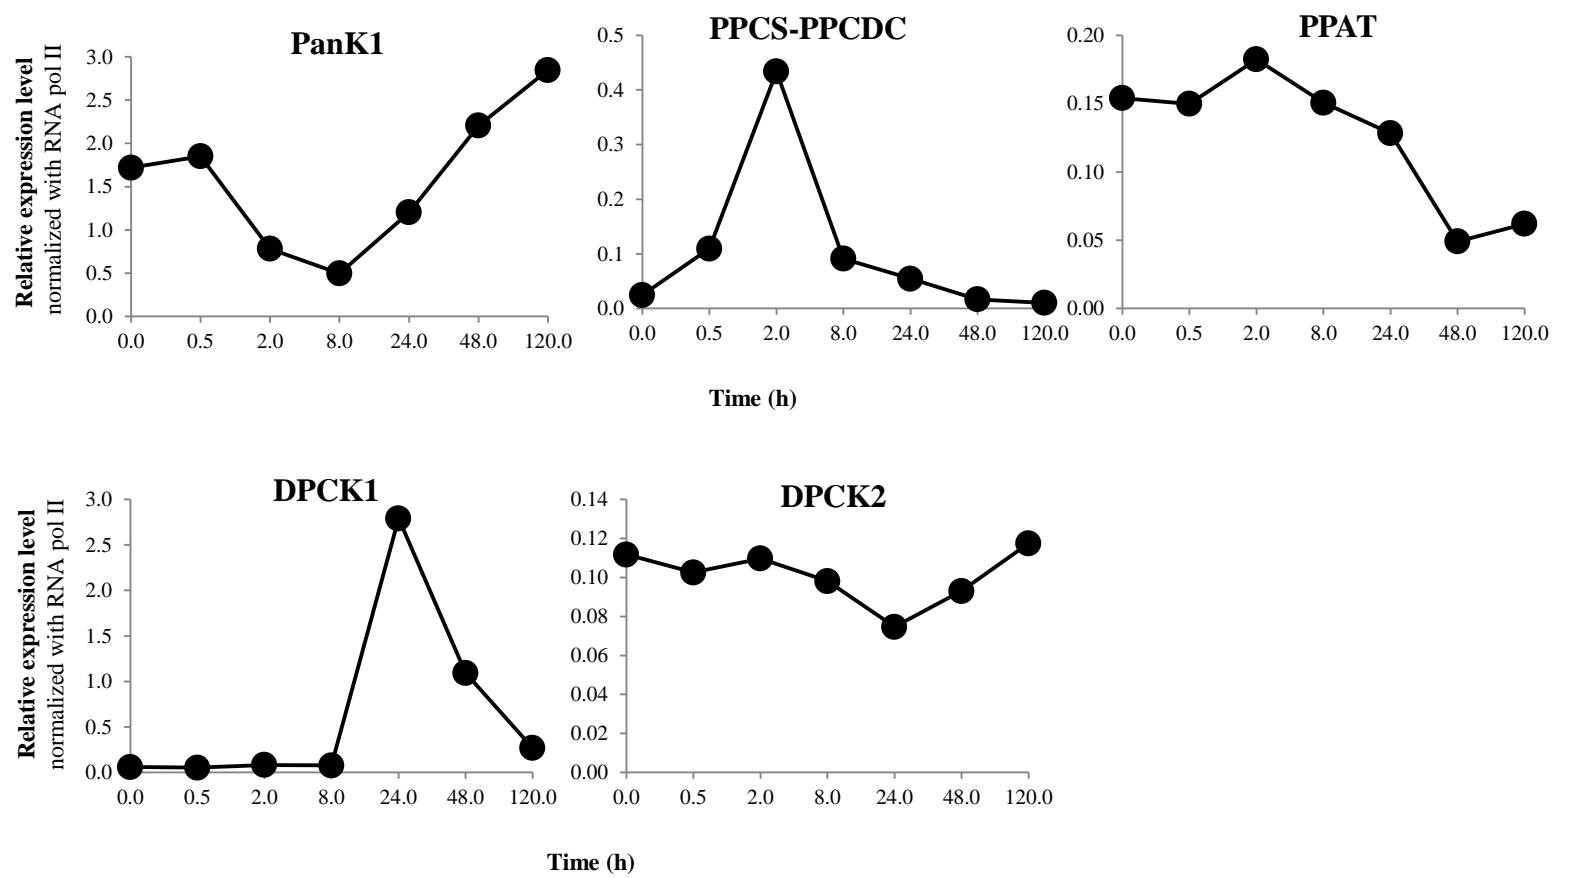 PanK1
Relative expression level
normalized with RNA pol II
3.0
2.5
2.0
1.5
1.0
0.5
0.0
0.0 0.5 2.0 8.0 24.0 48.0 120.0
PPCS-PPCDC
0.5
0.4
0.3
0.2
0.1
0.0
0.0 0.5 2.0 8.0 24.0 48.0 120.0
PPAT
0.20
0.15
0.10
0.05
0.00
0.0 0.5 2.0 8.0 24.0 48.0 120.0
Time (h)
DPCK1
Relative expression level
normalized with RNA pol II
3.0
2.5
2.0
1.5
1.0
0.5
0.0
0.0 0.5 2.0 8.0 24.0 48.0 120.0
DPCK2
0.14
0.12
0.10
0.08
0.06
0.04
0.02
0.00
0.0 0.5 2.0 8.0 24.0 48.0 120.0
Time (h)